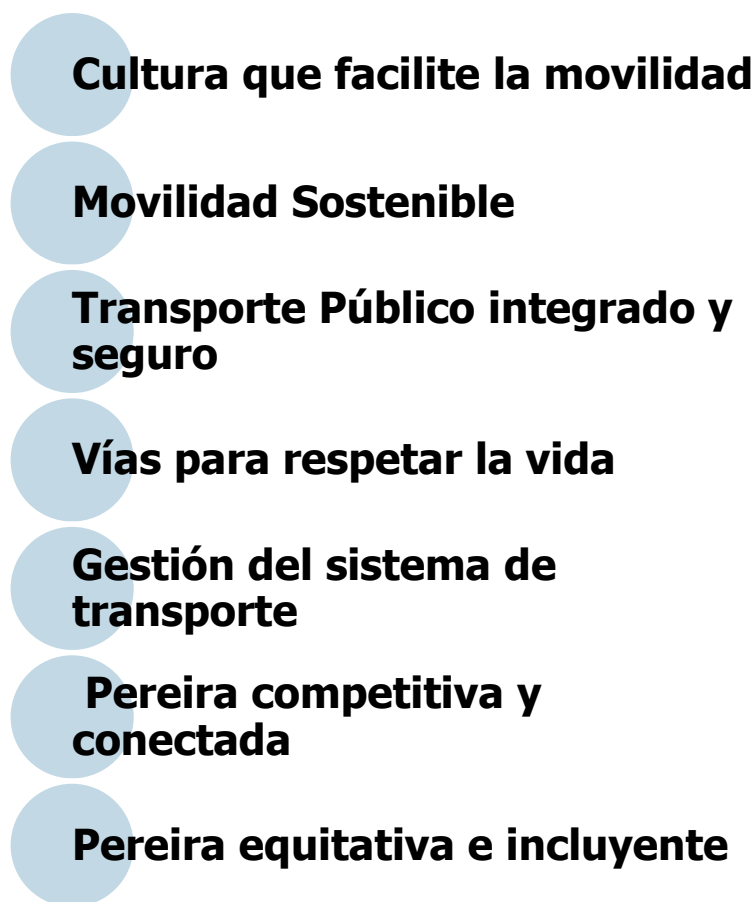 Cultura que facilite la movilidad
Movilidad Sostenible
Transporte Público integrado y
seguro
Vías para respetar la vida
Gestión del sistema de
transporte
Pereira competitiva y
conectada
Pereira equitativa e incluyente